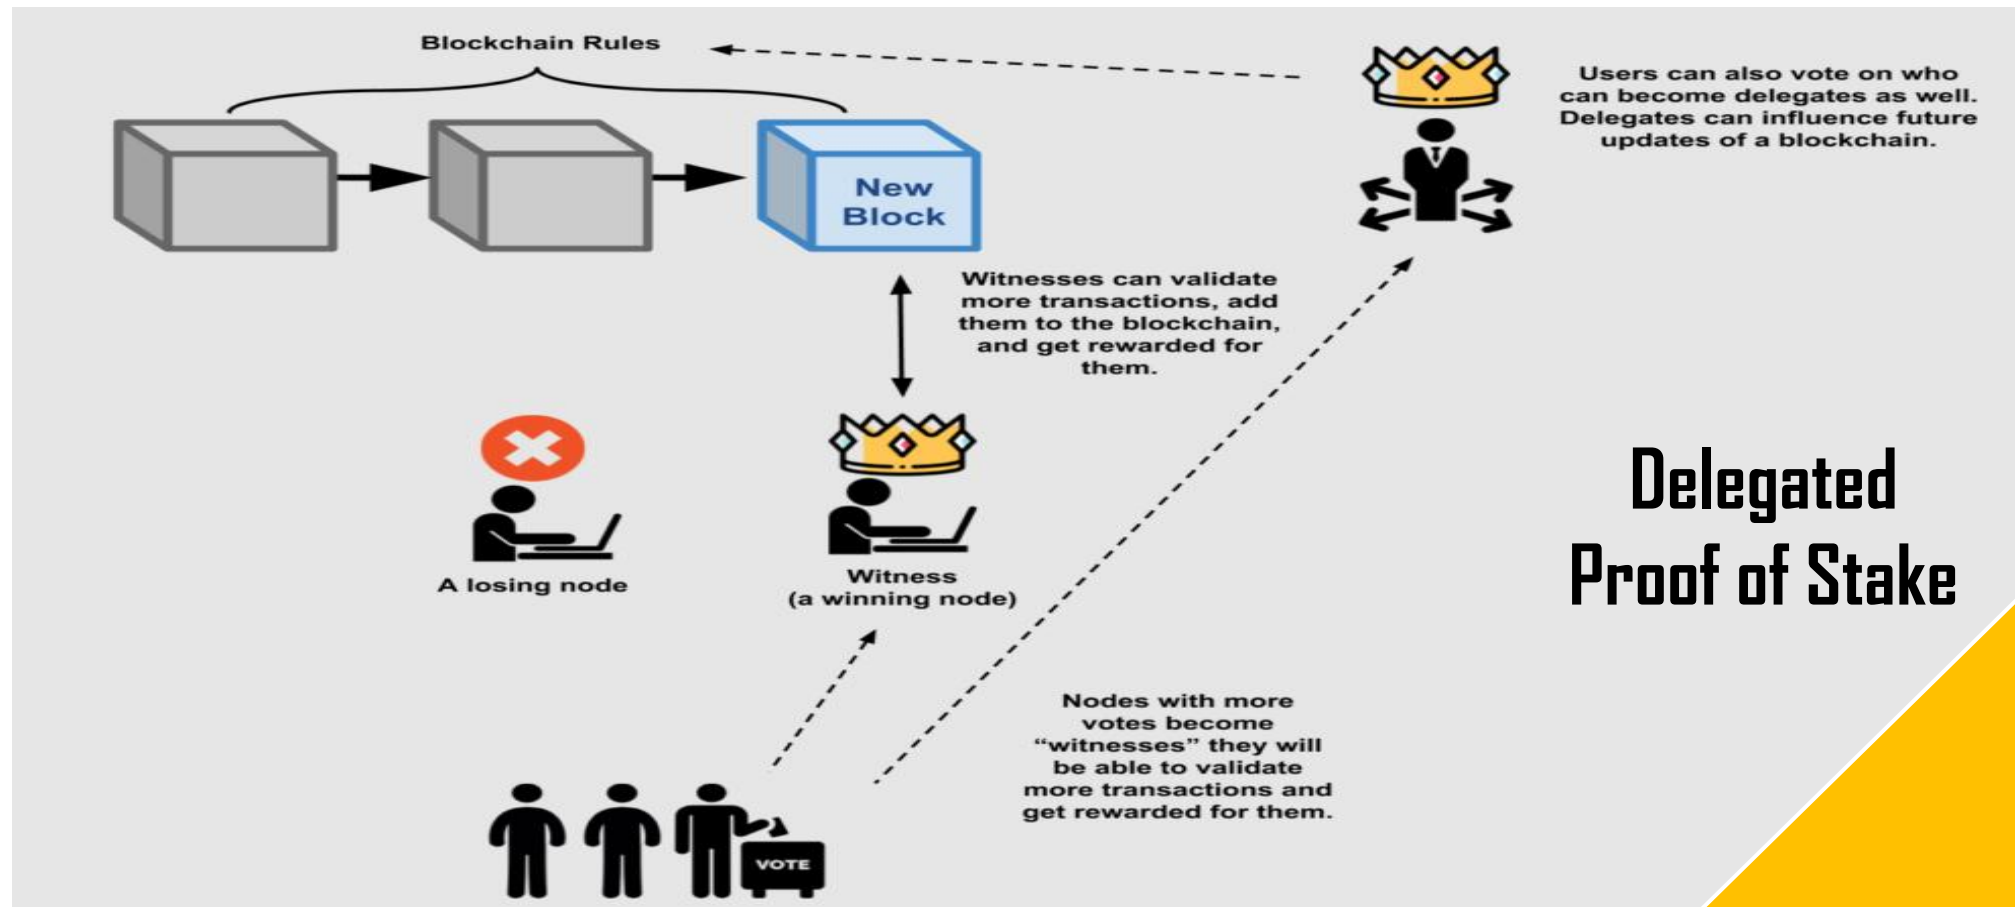 Blockchain Rules
Users can also vote on who
can become delegates as well.
Delegates can influence future
updates of a blockchain.
New
Block
Witnesses can validate
more transactions, add
them to the blockchain,
and get rewarded for
them.
A losing node
Witness
(a winning node)
Delegated
Proof of Stake
Nodes with more
votes become
“witnesses” they will
be able to validate
more transactions and
get rewarded for them.
VOTE